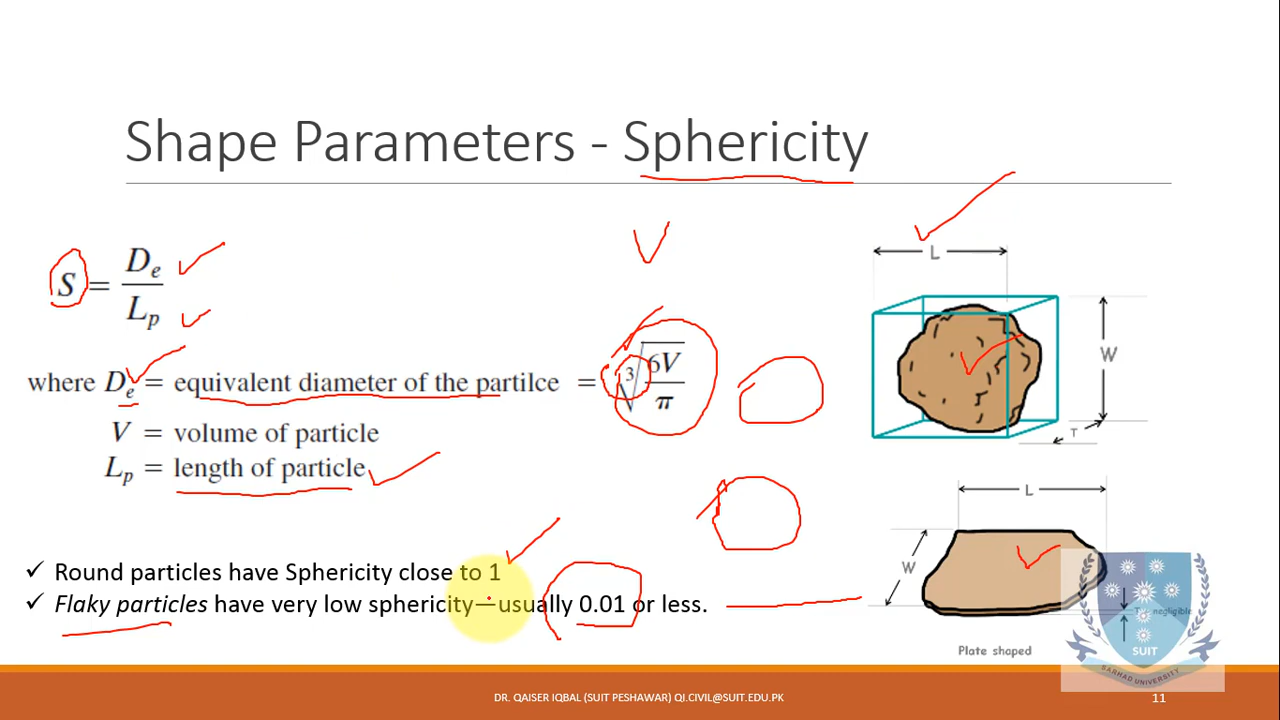 Shape Parameters - Sphericity
V
S = De / Lp
L
where De = equivalent diameter of the partilce = ∛(6V/π)
W
V = volume of particle
T
Lp = length of particle
L
W
✓ Round particles have Sphericity close to 1
✓ Flaky particles have very low sphericity—usually 0.01 or less.
T negligible
Plate shaped
SUIT
SARHAD UNIVERSITY
DR. QAISER IQBAL (SUIT PESHAWAR) QI.CIVIL@SUIT.EDU.PK
11